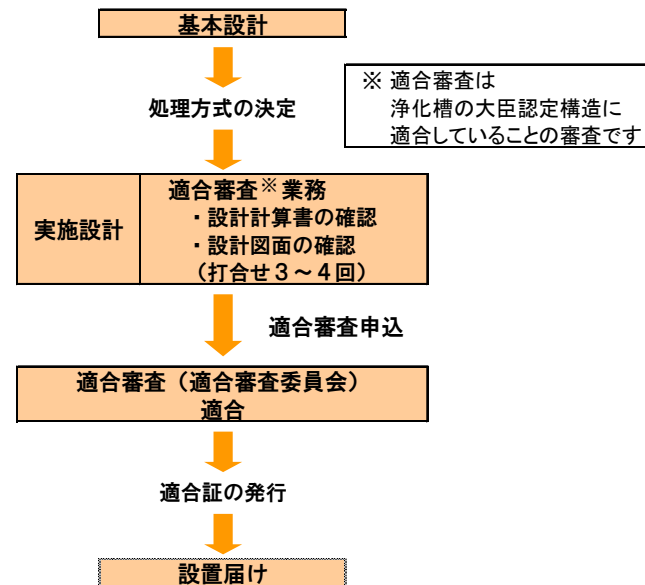 基本設計
処理方式の決定
※ 適合審査は
浄化槽の大臣認定構造に
適合していることの審査です
実施設計
適合審査※業務
・設計計算書の確認
・設計図面の確認
（打合せ３～４回）
適合審査申込
適合審査（適合審査委員会）
適合
適合証の発行
設置届け